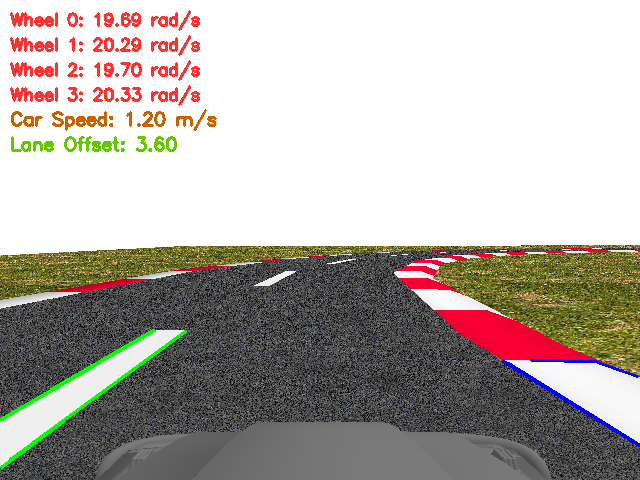 Wheel 0: 19.69 rad/s
Wheel 1: 20.29 rad/s
Wheel 2: 19.70 rad/s
Wheel 3: 20.33 rad/s
Car Speed: 1.20 m/s
Lane Offset: 3.60